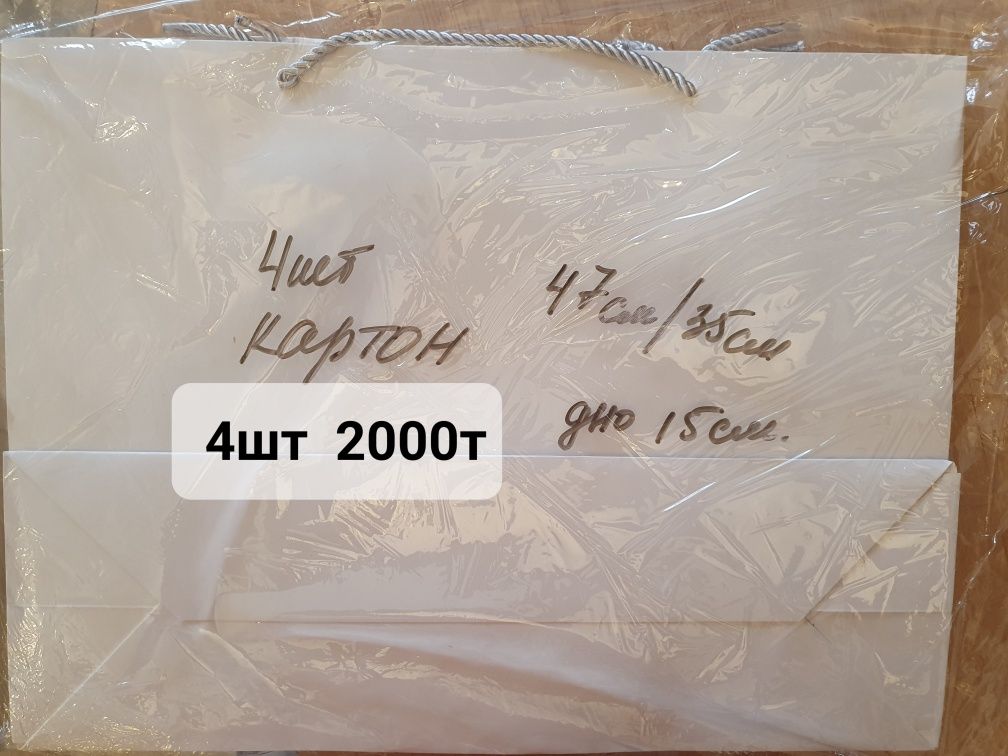 4шт
картон
47см/35см
дно 15см.
4шт 2000т